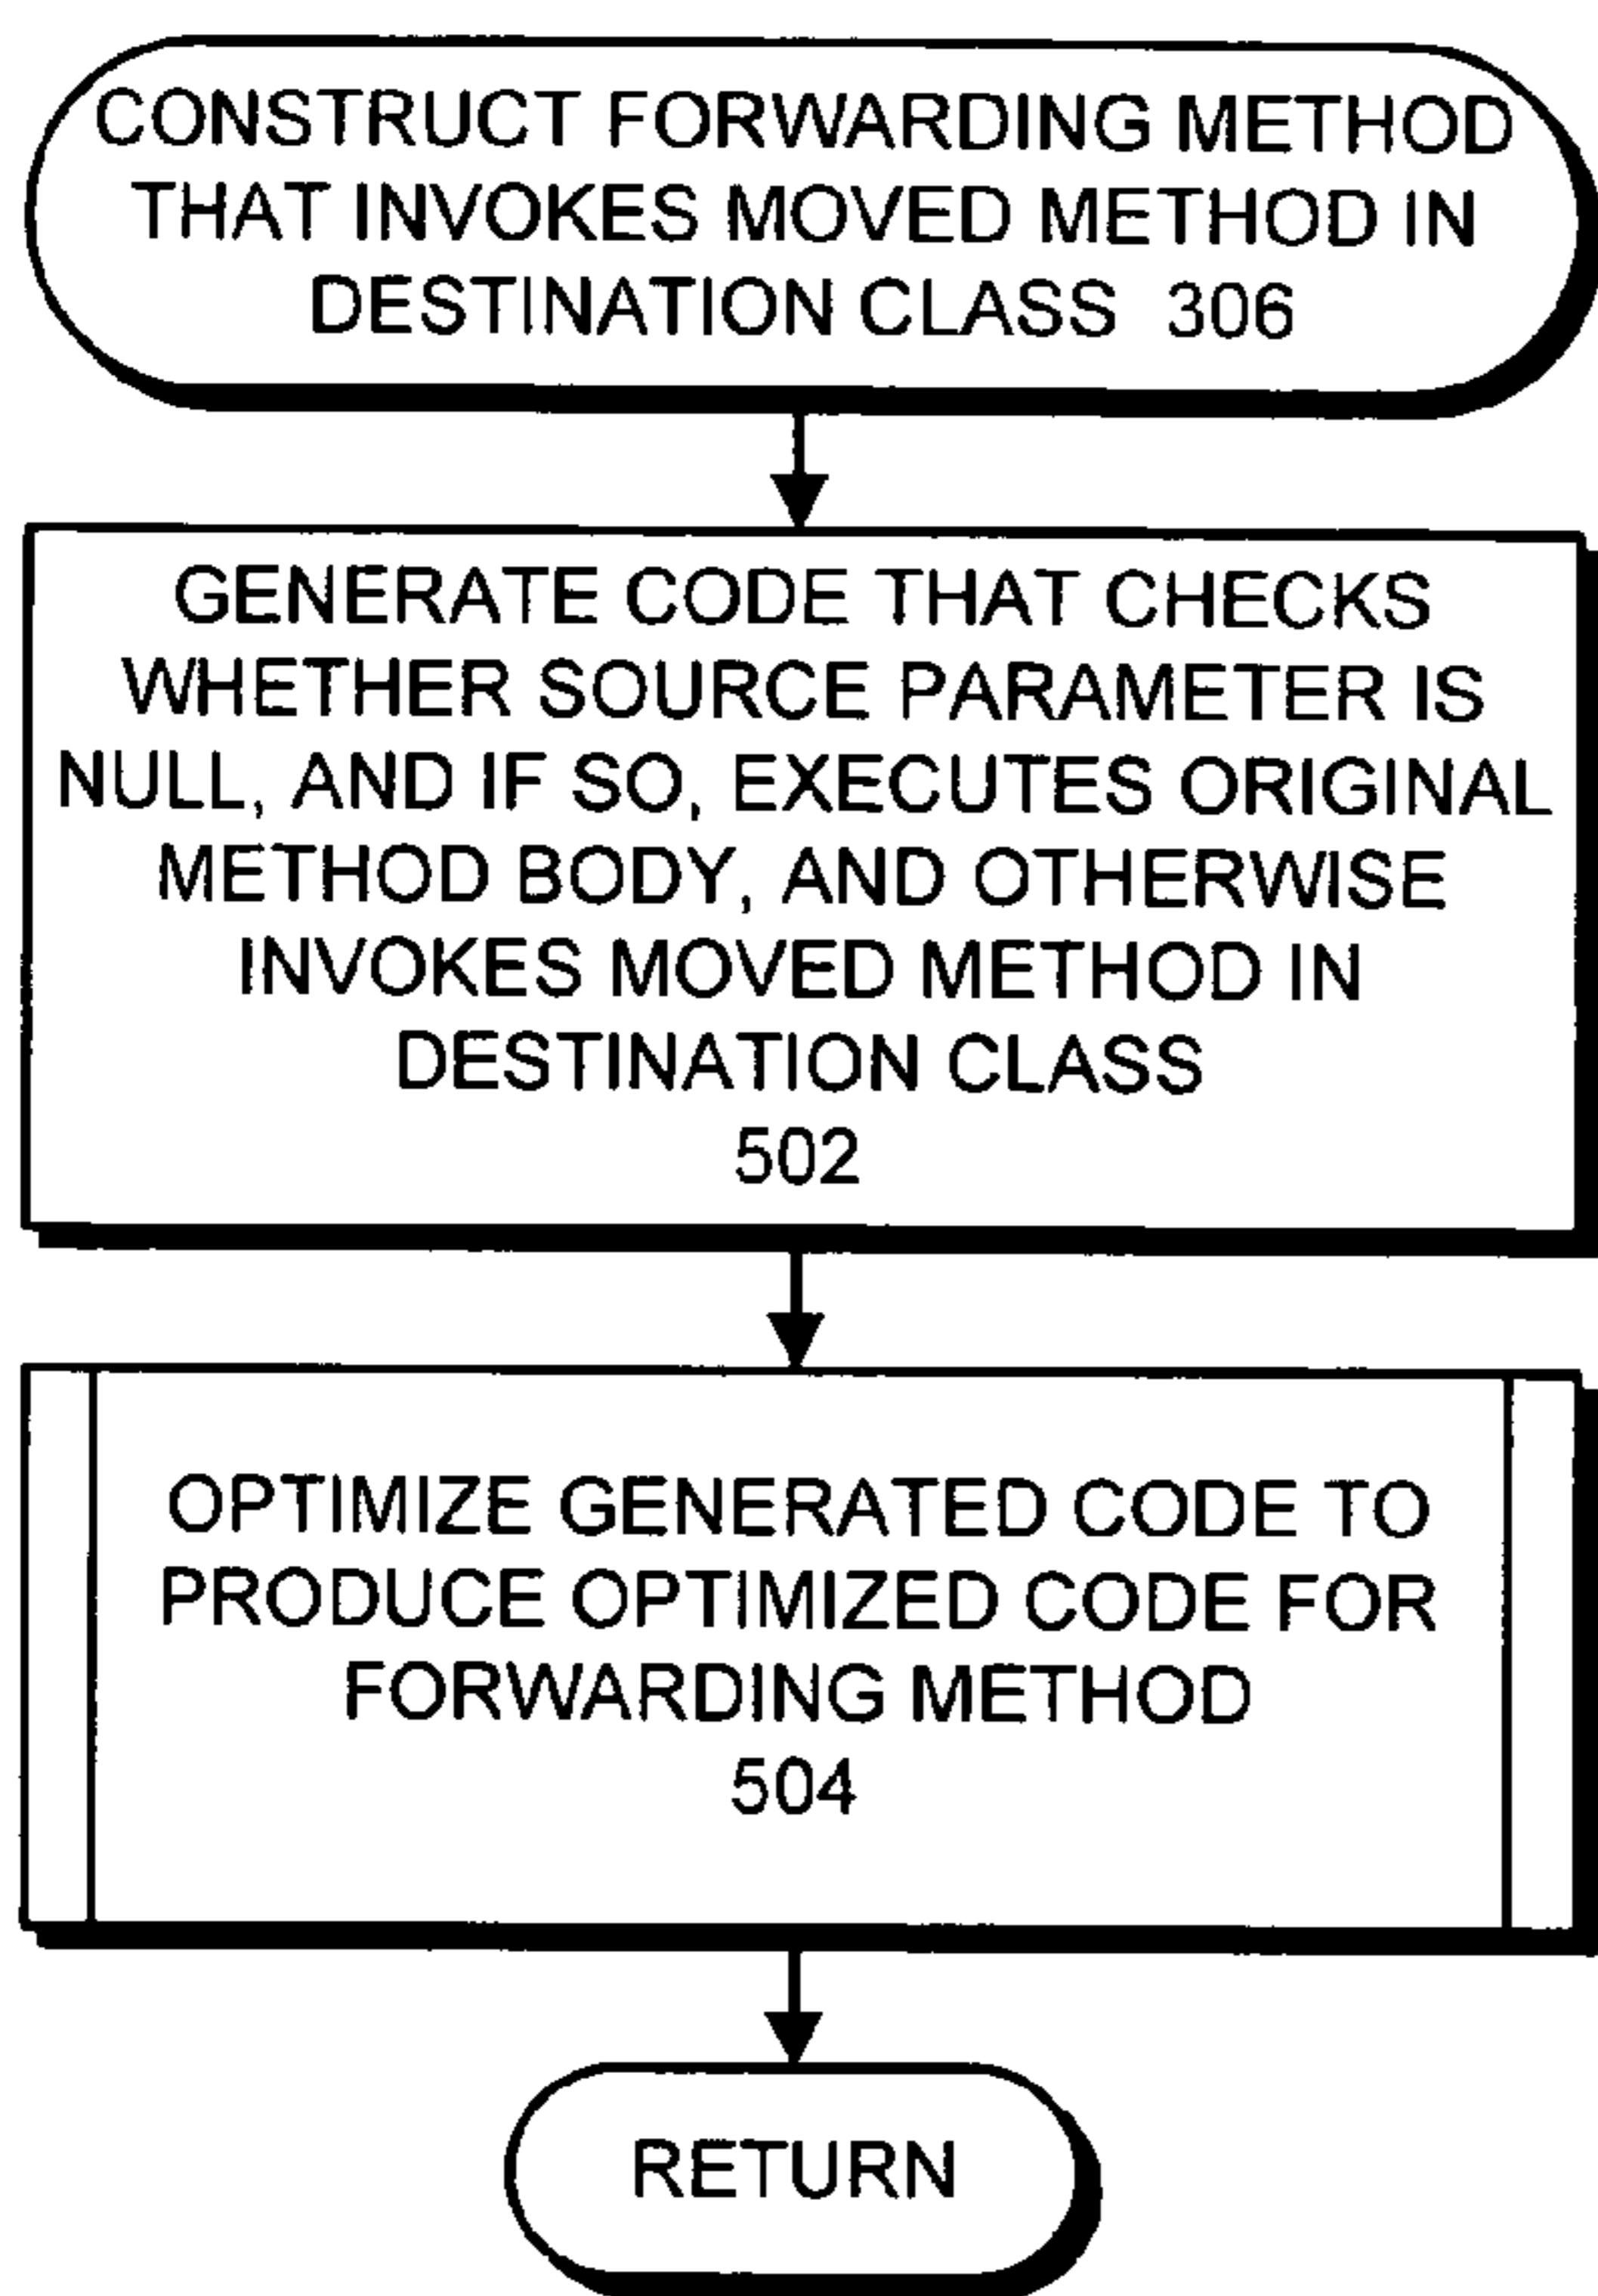 CONSTRUCT FORWARDING METHOD
THAT INVOKES MOVED METHOD IN
DESTINATION CLASS 306
GENERATE CODE THAT CHECKS
WHETHER SOURCE PARAMETER IS
NULL, AND IF SO, EXECUTES ORIGINAL
METHOD BODY, AND OTHERWISE
INVOKES MOVED METHOD IN
DESTINATION CLASS
502
OPTIMIZE GENERATED CODE TO
PRODUCE OPTIMIZED CODE FOR
FORWARDING METHOD
504
RETURN